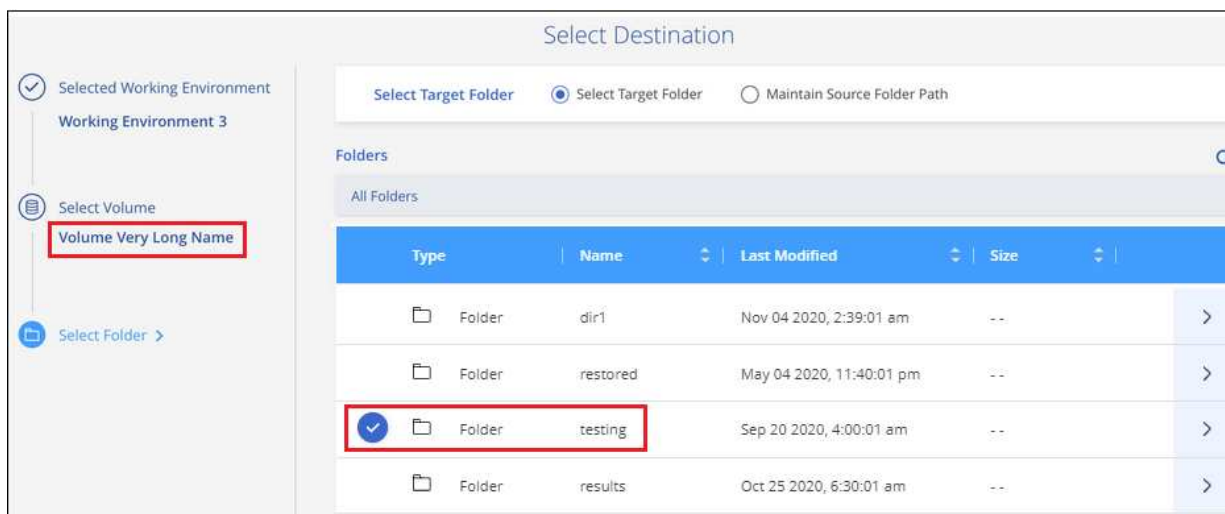 Select Destination
Selected Working Environment
Working Environment 3
Select Volume
Volume Very Long Name
Select Folder >
Select Target Folder Select Target Folder Maintain Source Folder Path
Folders
All Folders
Type Name Last Modified Size
Folder dir1 Nov 04 2020, 2:39:01 am --
Folder restored May 04 2020, 11:40:01 pm --
Folder testing Sep 20 2020, 4:00:01 am --
Folder results Oct 25 2020, 6:30:01 am --